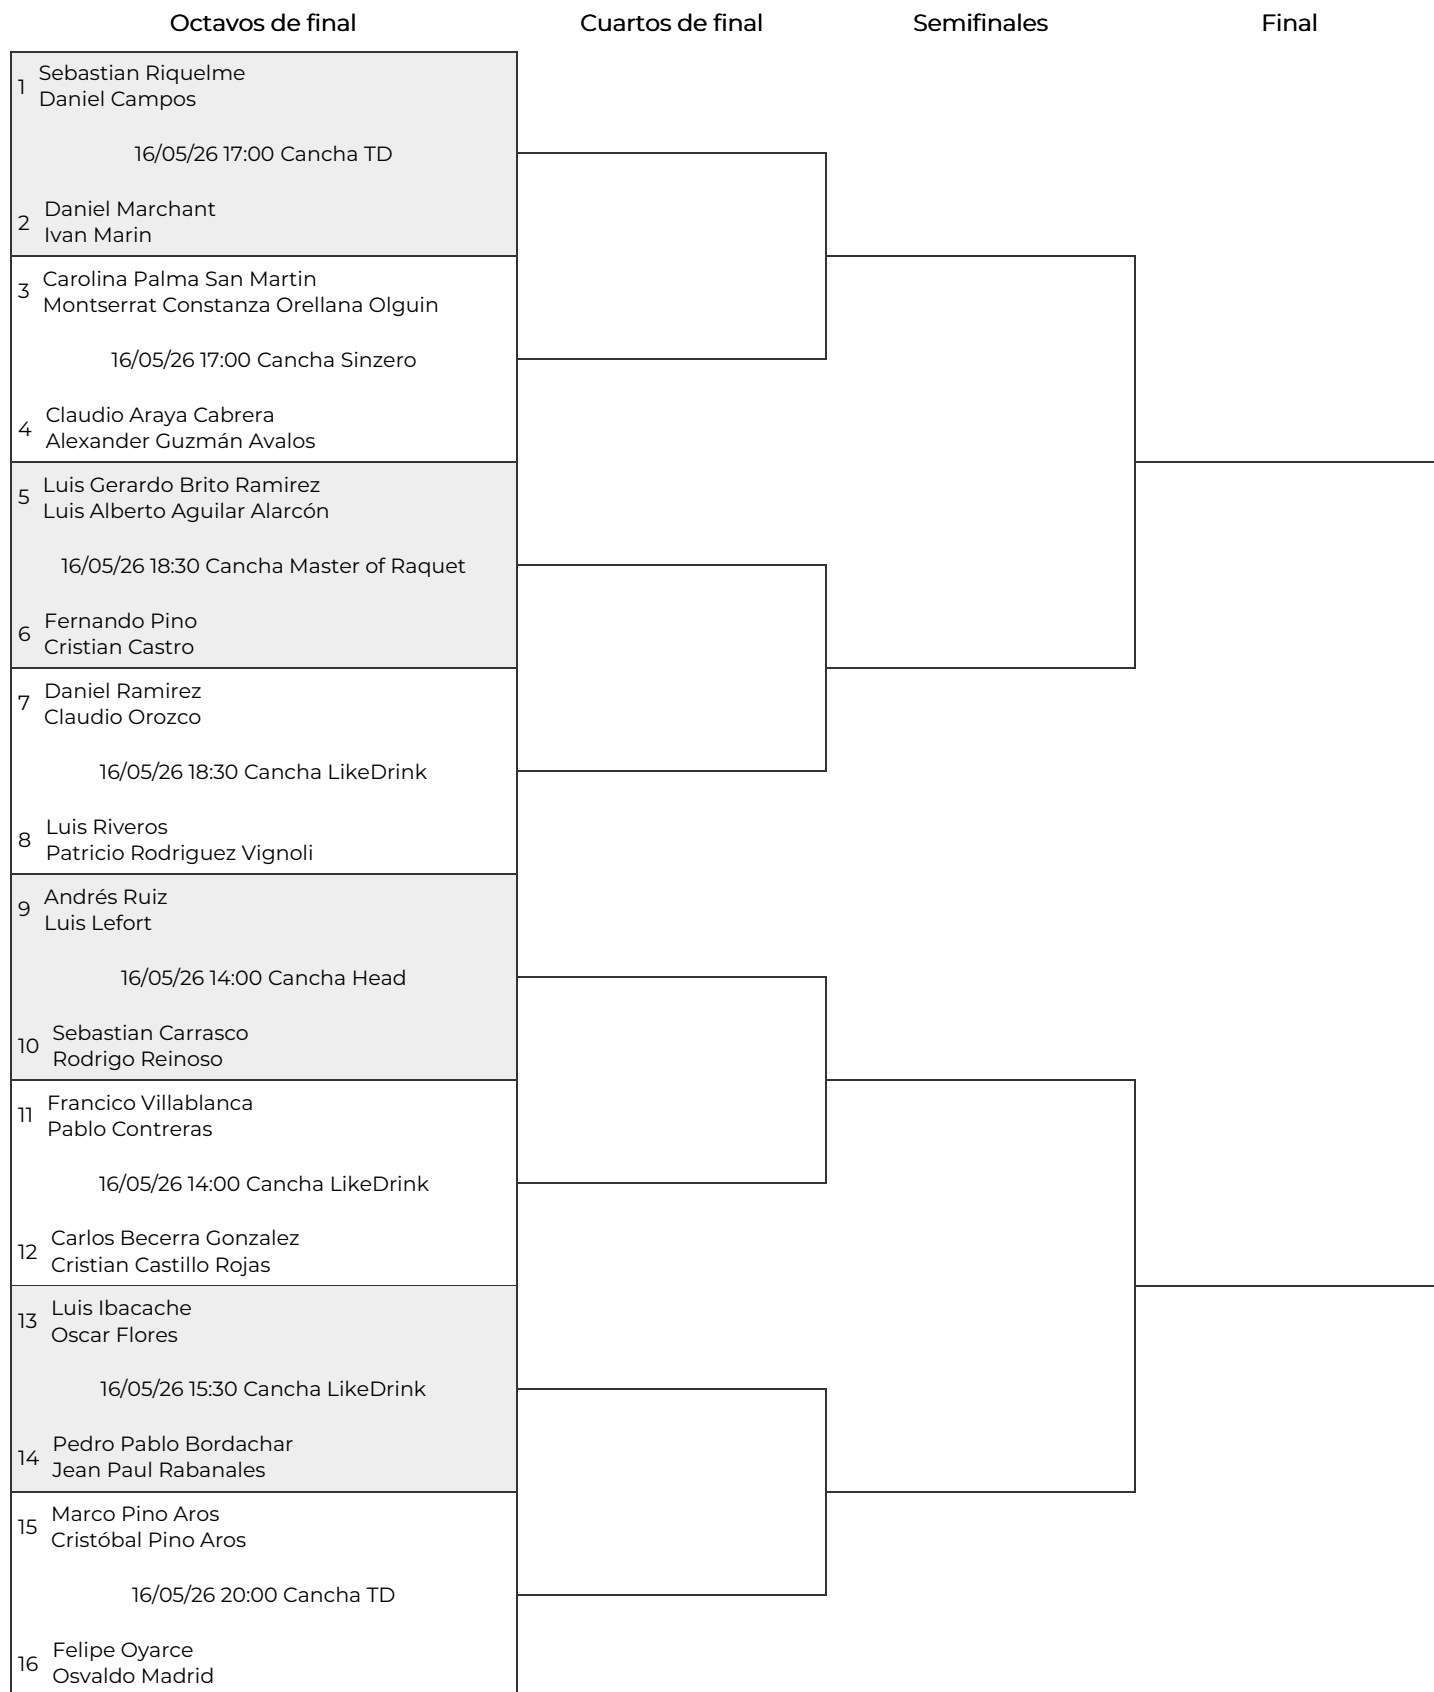 Octavos de final
Cuartos de final
Semifinales
Final
1
Sebastian Riquelme
Daniel Campos
16/05/26 17:00 Cancha TD
2
Daniel Marchant
Ivan Marin
3
Carolina Palma San Martin
Montserrat Constanza Orellana Olguin
16/05/26 17:00 Cancha Sinzero
4
Claudio Araya Cabrera
Alexander Guzmán Avalos
5
Luis Gerardo Brito Ramirez
Luis Alberto Aguilar Alarcón
16/05/26 18:30 Cancha Master of Raquet
6
Fernando Pino
Cristian Castro
7
Daniel Ramirez
Claudio Orozco
16/05/26 18:30 Cancha LikeDrink
8
Luis Riveros
Patricio Rodriguez Vignoli
9
Andrés Ruiz
Luis Lefort
16/05/26 14:00 Cancha Head
10
Sebastian Carrasco
Rodrigo Reinoso
11
Francico Villablanca
Pablo Contreras
16/05/26 14:00 Cancha LikeDrink
12
Carlos Becerra Gonzalez
Cristian Castillo Rojas
13
Luis Ibacache
Oscar Flores
16/05/26 15:30 Cancha LikeDrink
14
Pedro Pablo Bordachar
Jean Paul Rabanales
15
Marco Pino Aros
Cristóbal Pino Aros
16/05/26 20:00 Cancha TD
16
Felipe Oyarce
Osvaldo Madrid